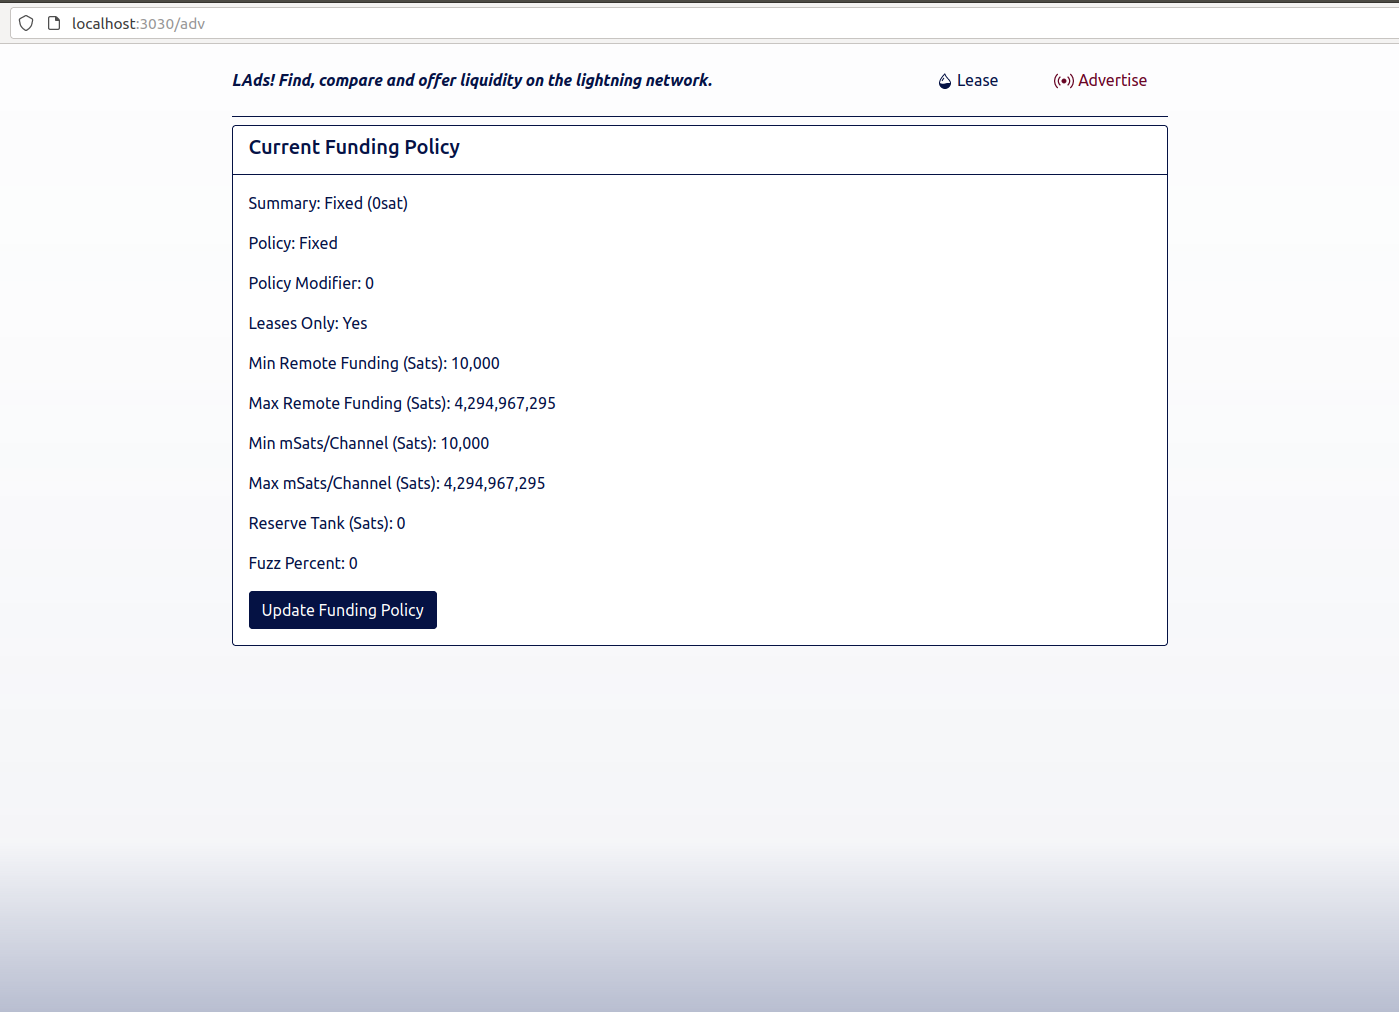 localhost:3030/adv
LAds! Find, compare and offer liquidity on the lightning network.
Lease
Advertise
Current Funding Policy
Summary: Fixed (0sat)
Policy: Fixed
Policy Modifier: 0
Leases Only: Yes
Min Remote Funding (Sats): 10,000
Max Remote Funding (Sats): 4,294,967,295
Min mSats/Channel (Sats): 10,000
Max mSats/Channel (Sats): 4,294,967,295
Reserve Tank (Sats): 0
Fuzz Percent: 0
Update Funding Policy